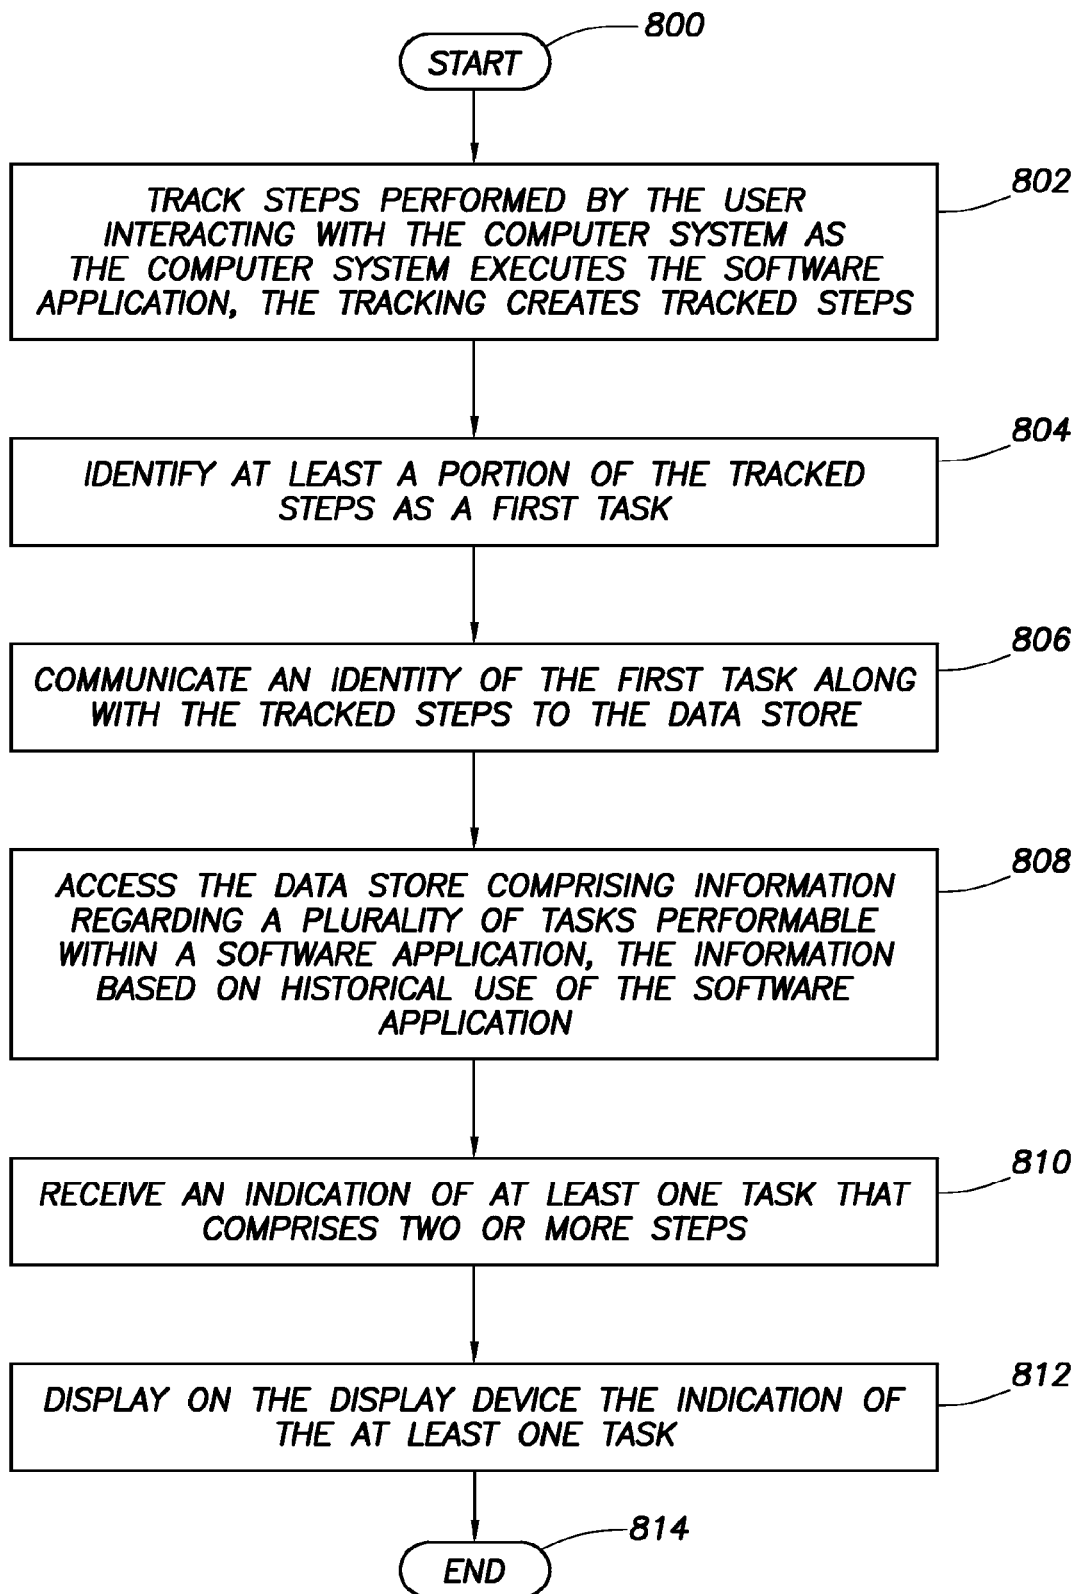 800
START
802
TRACK STEPS PERFORMED BY THE USER
INTERACTING WITH THE COMPUTER SYSTEM AS
THE COMPUTER SYSTEM EXECUTES THE SOFTWARE
APPLICATION, THE TRACKING CREATES TRACKED STEPS
804
IDENTIFY AT LEAST A PORTION OF THE TRACKED
STEPS AS A FIRST TASK
806
COMMUNICATE AN IDENTITY OF THE FIRST TASK ALONG
WITH THE TRACKED STEPS TO THE DATA STORE
808
ACCESS THE DATA STORE COMPRISING INFORMATION
REGARDING A PLURALITY OF TASKS PERFORMABLE
WITHIN A SOFTWARE APPLICATION, THE INFORMATION
BASED ON HISTORICAL USE OF THE SOFTWARE
APPLICATION
810
RECEIVE AN INDICATION OF AT LEAST ONE TASK THAT
COMPRISES TWO OR MORE STEPS
812
DISPLAY ON THE DISPLAY DEVICE THE INDICATION OF
THE AT LEAST ONE TASK
814
END